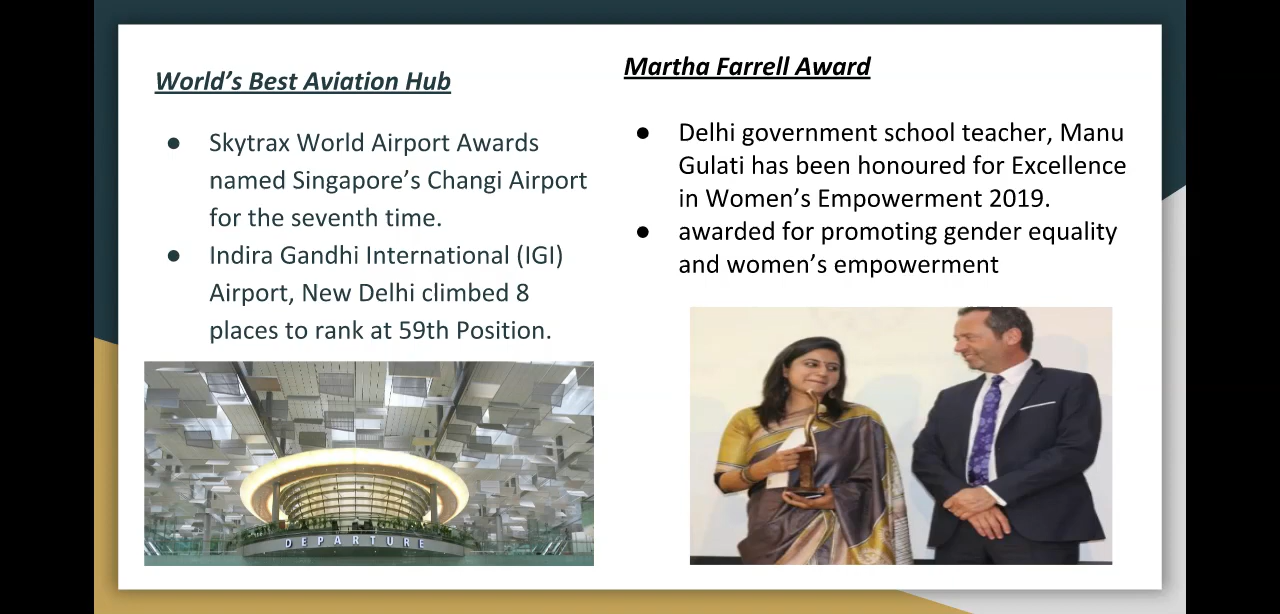 World’s Best Aviation Hub
● Skytrax World Airport Awards
named Singapore’s Changi Airport
for the seventh time.
● Indira Gandhi International (IGI)
Airport, New Delhi climbed 8
places to rank at 59th Position.
DEPARTURE
Martha Farrell Award
● Delhi government school teacher, Manu
Gulati has been honoured for Excellence
in Women’s Empowerment 2019.
● awarded for promoting gender equality
and women’s empowerment